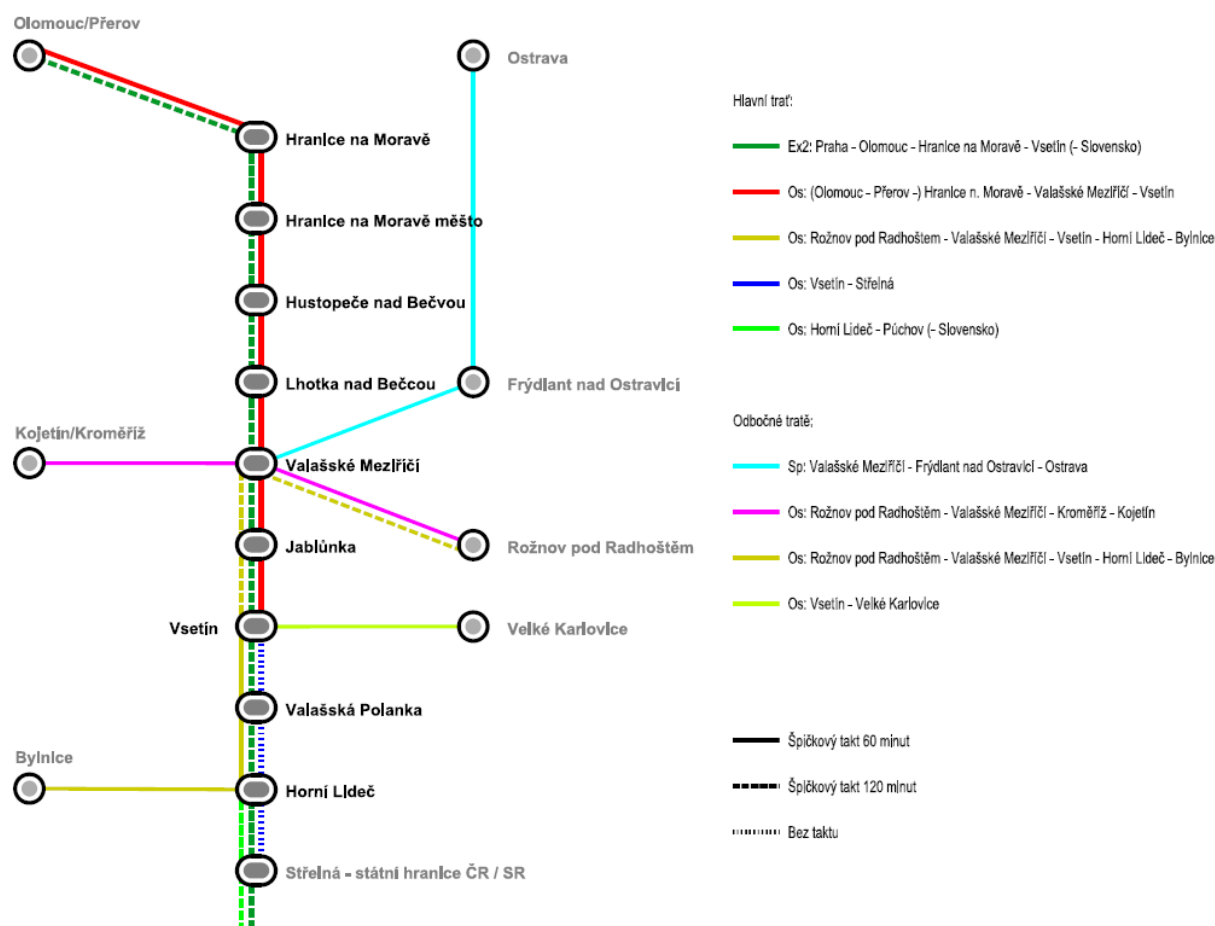 Olomouc/Přerov
Ostrava
Hranice na Moravě
Hranice na Moravě měšto
Hustopeče nad Bečvou
Lhotka nad Bečcou
Frýdlant nad Ostravicí
Kojetín/Kroměříž
Valašské Meziříčí
Jablůnka
Rožnov pod Radhoštěm
Vsetín
Velké Karlovice
Valašská Polanka
Bylnice
Horní Lideč
Střelná - státní hranice ČR / SR
Hlavní trať:
Ex2: Praha - Olomouc - Hranice na Moravě - Vsetín (- Slovensko)
Os: (Olomouc - Přerov -) Hranice n. Moravě - Valašské Meziříčí - Vsetín
Os: Rožnov pod Radhoštem - Valašské Meziříčí - Vsetín - Horní Lideč - Bylnice
Os: Vsetín - Střelná
Os: Horní Lideč - Púchov (- Slovensko)
Odbočné tratě:
Sp: Valašské Meziříčí - Frýdlant nad Ostravicí - Ostrava
Os: Rožnov pod Radhoštěm - Valašské Meziříčí - Kroměříž - Kojetín
Os: Rožnov pod Radhoštěm - Valašské Meziříčí - Vsetín - Horní Lideč - Bylnice
Os: Vsetín - Velké Karlovice
Špičkový takt 60 minut
Špičkový takt 120 minut
Bez taktu